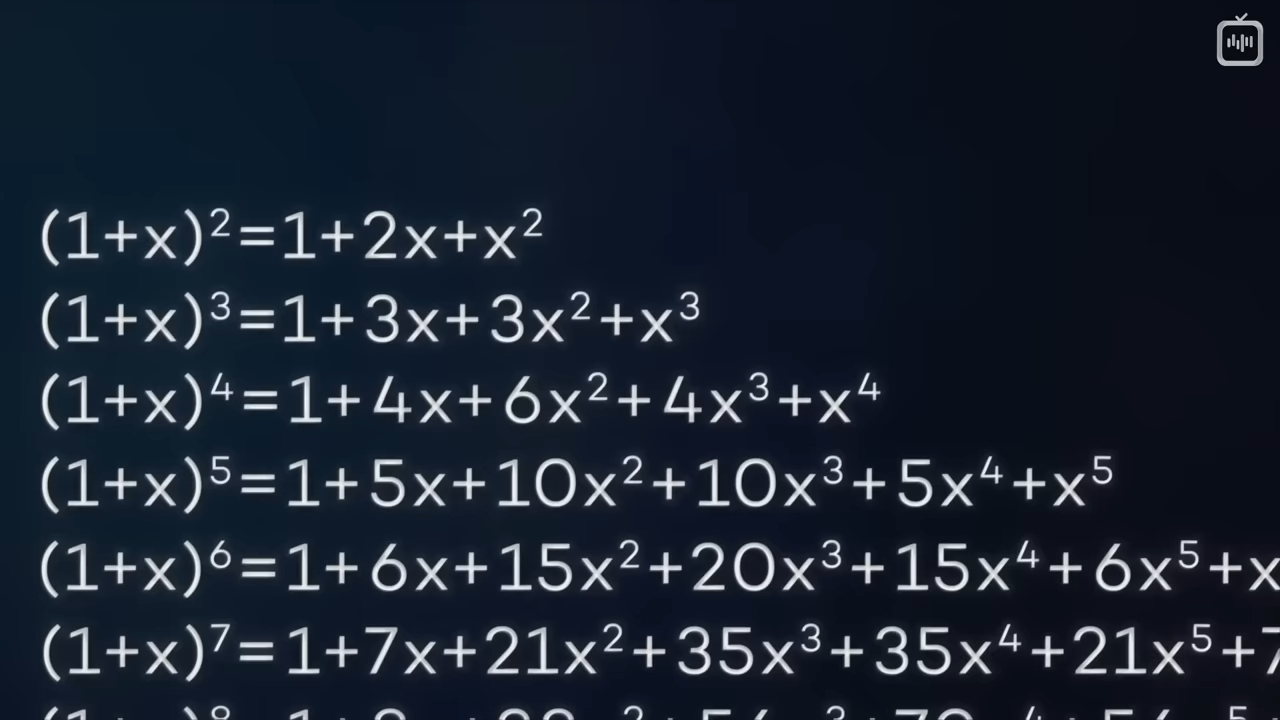 (1+x)²=1+2x+x²
(1+x)³=1+3x+3x²+x³
(1+x)⁴=1+4x+6x²+4x³+x⁴
(1+x)⁵=1+5x+10x²+10x³+5x⁴+x⁵
(1+x)⁶=1+6x+15x²+20x³+15x⁴+6x⁵+x
(1+x)⁷=1+7x+21x²+35x³+35x⁴+21x⁵+7